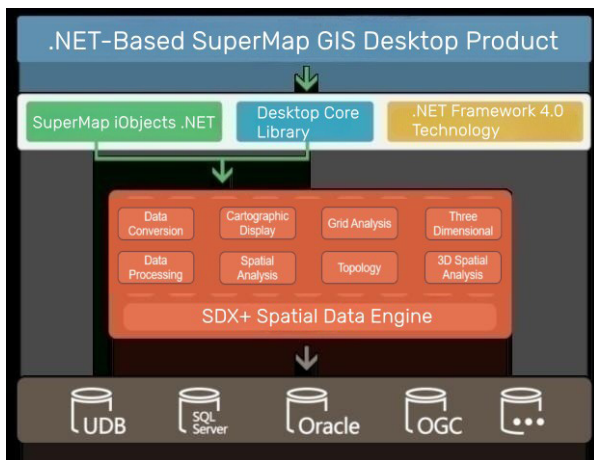 .NET-Based SuperMap GIS Desktop Product
SuperMap iObjects .NET
Desktop Core
Library
.NET Framework 4.0
Technology
Data
Conversion
Cartographic
Display
Grid Analysis
Three
Dimensional
Data
Processing
Spatial
Analysis
Topology
3D Spatial
Analysis
SDX+ Spatial Data Engine
UDB
SQL
Server
Oracle
OGC
...